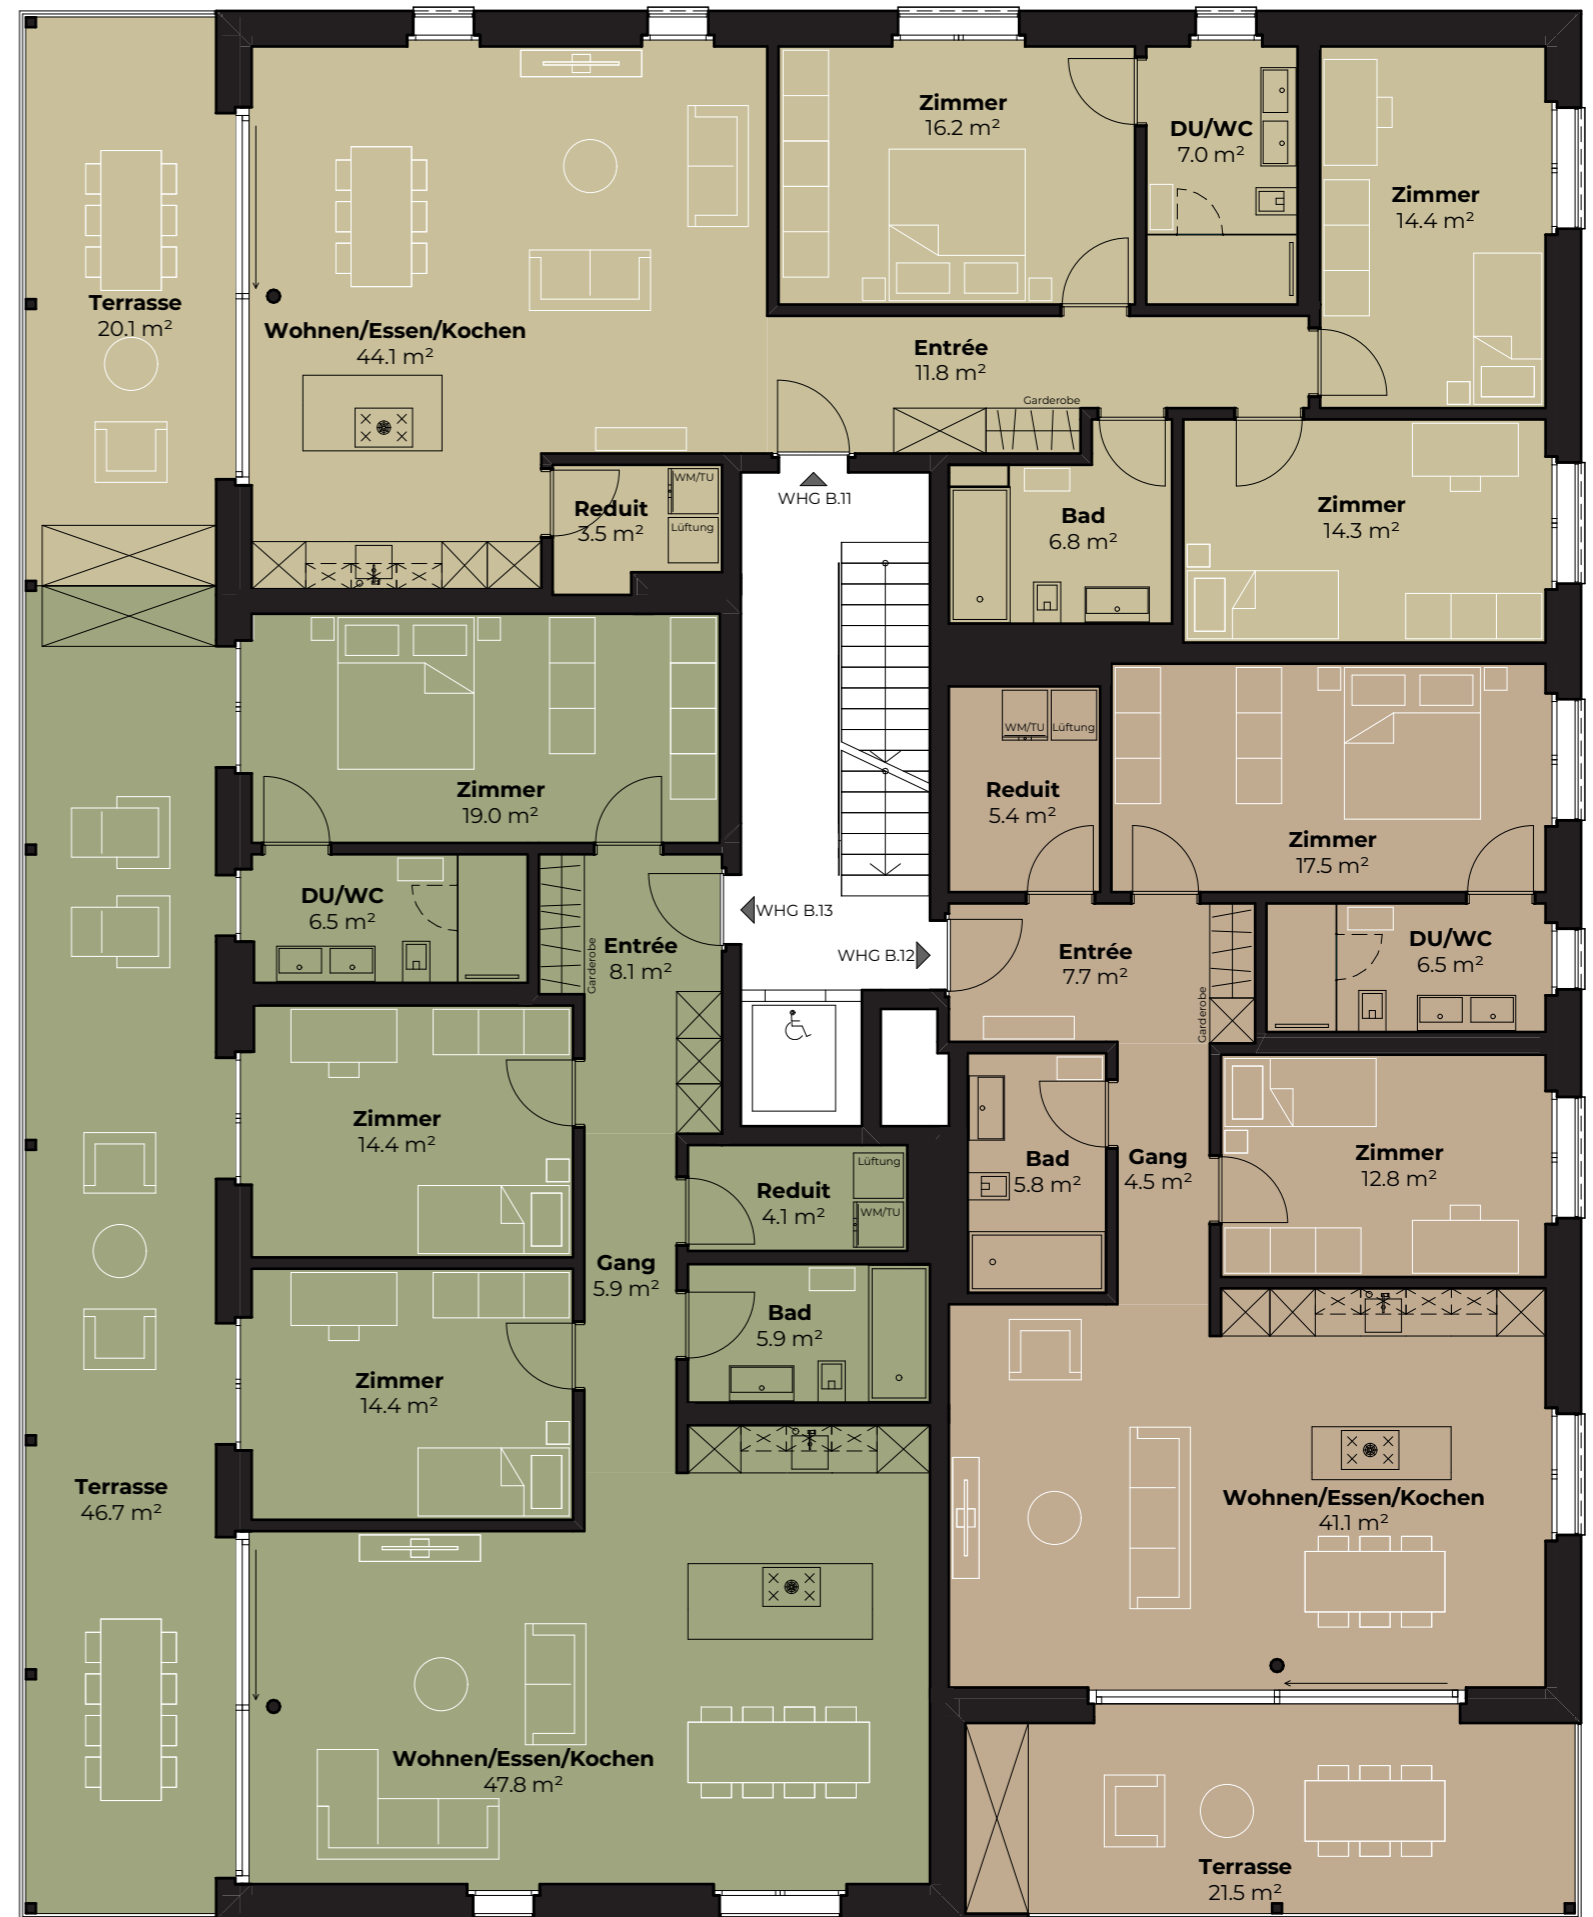 Zimmer
16.2 m²
DU/WC
7.0 m²
Zimmer
14.4 m²
Terrasse
20.1 m²
Wohnen/Essen/Kochen
44.1 m²
Entrée
11.8 m²
Garderobe
WM/TU
Reduit
3.5 m²
Lüftung
WHG B.11
Bad
6.8 m²
Zimmer
14.3 m²
Zimmer
19.0 m²
WM/TU
Lüftung
Reduit
5.4 m²
Zimmer
17.5 m²
DU/WC
6.5 m²
Garderobe
Entrée
8.1 m²
WHG B.13
WHG B.12
Entrée
7.7 m²
Garderobe
DU/WC
6.5 m²
Zimmer
14.4 m²
Reduit
4.1 m²
Lüftung
WM/TU
Bad
5.8 m²
Gang
4.5 m²
Zimmer
12.8 m²
Gang
5.9 m²
Bad
5.9 m²
Zimmer
14.4 m²
Terrasse
46.7 m²
Wohnen/Essen/Kochen
41.1 m²
Wohnen/Essen/Kochen
47.8 m²
Terrasse
21.5 m²